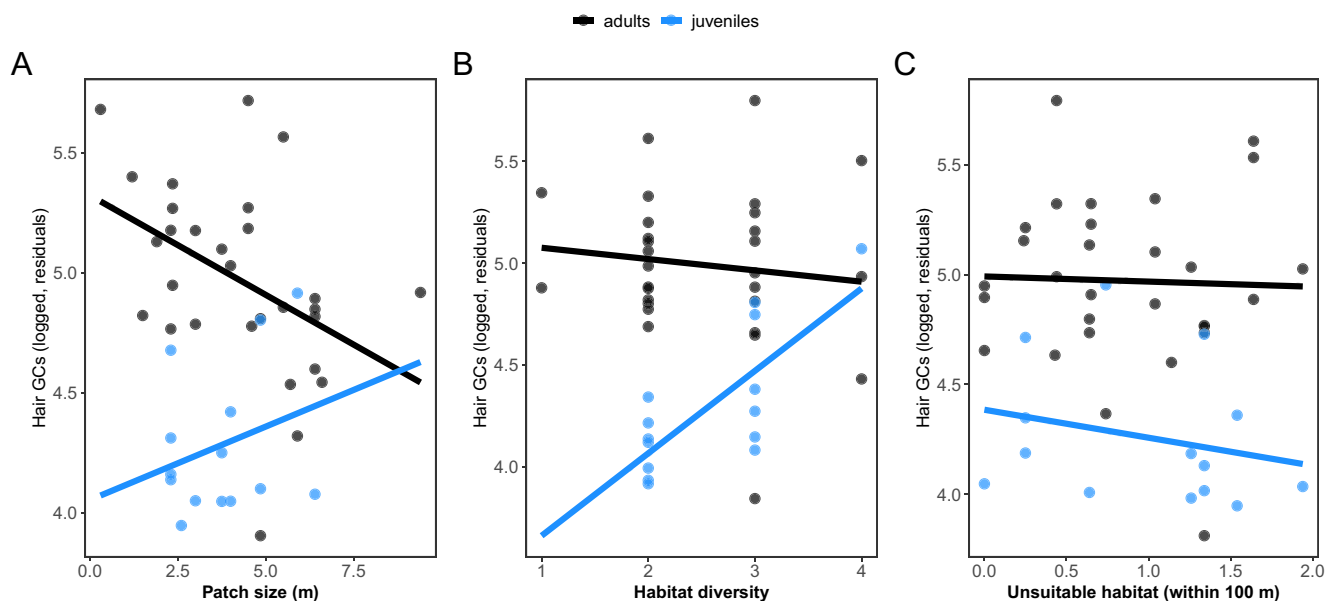 adults juveniles
A B C
Hair GCs (logged, residuals)
5.5
5.0
4.5
4.0
0.0 2.5 5.0 7.5
Patch size (m)
Hair GCs (logged, residuals)
5.5
5.0
4.5
4.0
1 2 3 4
Habitat diversity
Hair GCs (logged, residuals)
5.5
5.0
4.5
4.0
0.0 0.5 1.0 1.5 2.0
Unsuitable habitat (within 100 m)